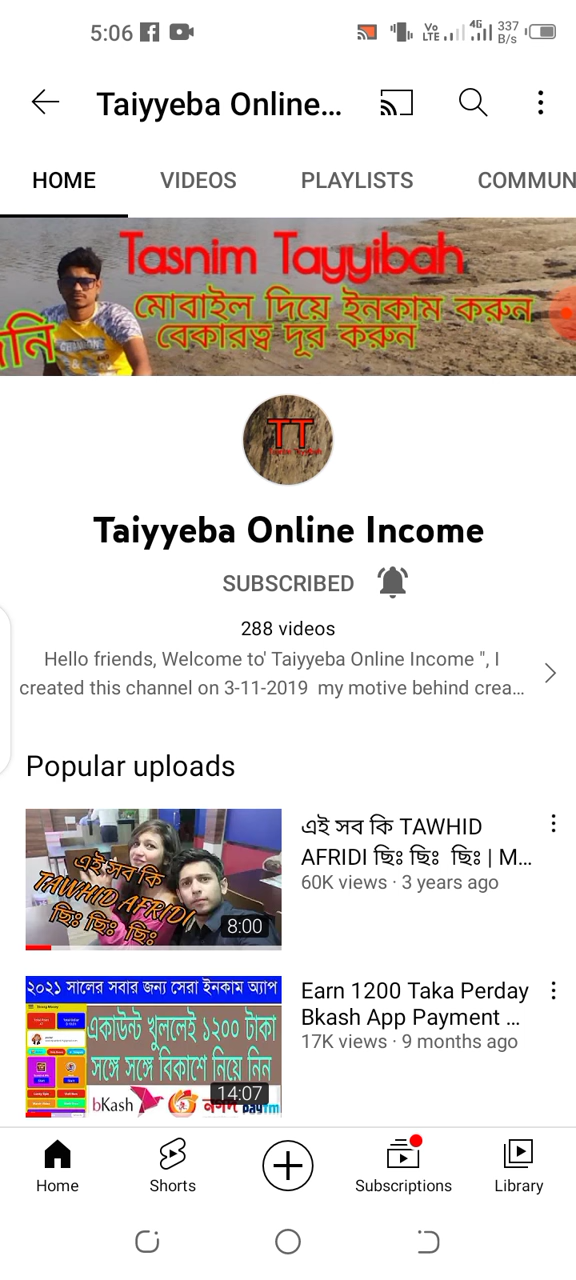 5:06
Vo
LTE
4G
337
B/s
Taiyyeba Online...
HOME
VIDEOS
PLAYLISTS
COMMUN
Tasnim Tayyibah
মোবাইল দিয়ে ইনকাম করুন
বেকারত্ব দূর করুন
TT
Taiyyeba Online Income
SUBSCRIBED
288 videos
Hello friends, Welcome to' Taiyyeba Online Income ", I
created this channel on 3-11-2019 my motive behind crea...
Popular uploads
এই সব কি
TAWHID AFRIDI
ছিঃ ছিঃ ছিঃ
8:00
এই সব কি TAWHID
AFRIDI ছিঃ ছিঃ ছিঃ | M...
60K views · 3 years ago
২০২১ সালের সবার জন্য সেরা ইনকাম অ্যাপ
একাউন্ট খুললেই ১২০০ টাকা
সঙ্গে সঙ্গে বিকাশে নিয়ে নিন
14:07
bKash
নগদ
paytm
Earn 1200 Taka Perday
Bkash App Payment ...
17K views · 9 months ago
Home
Shorts
Subscriptions
Library